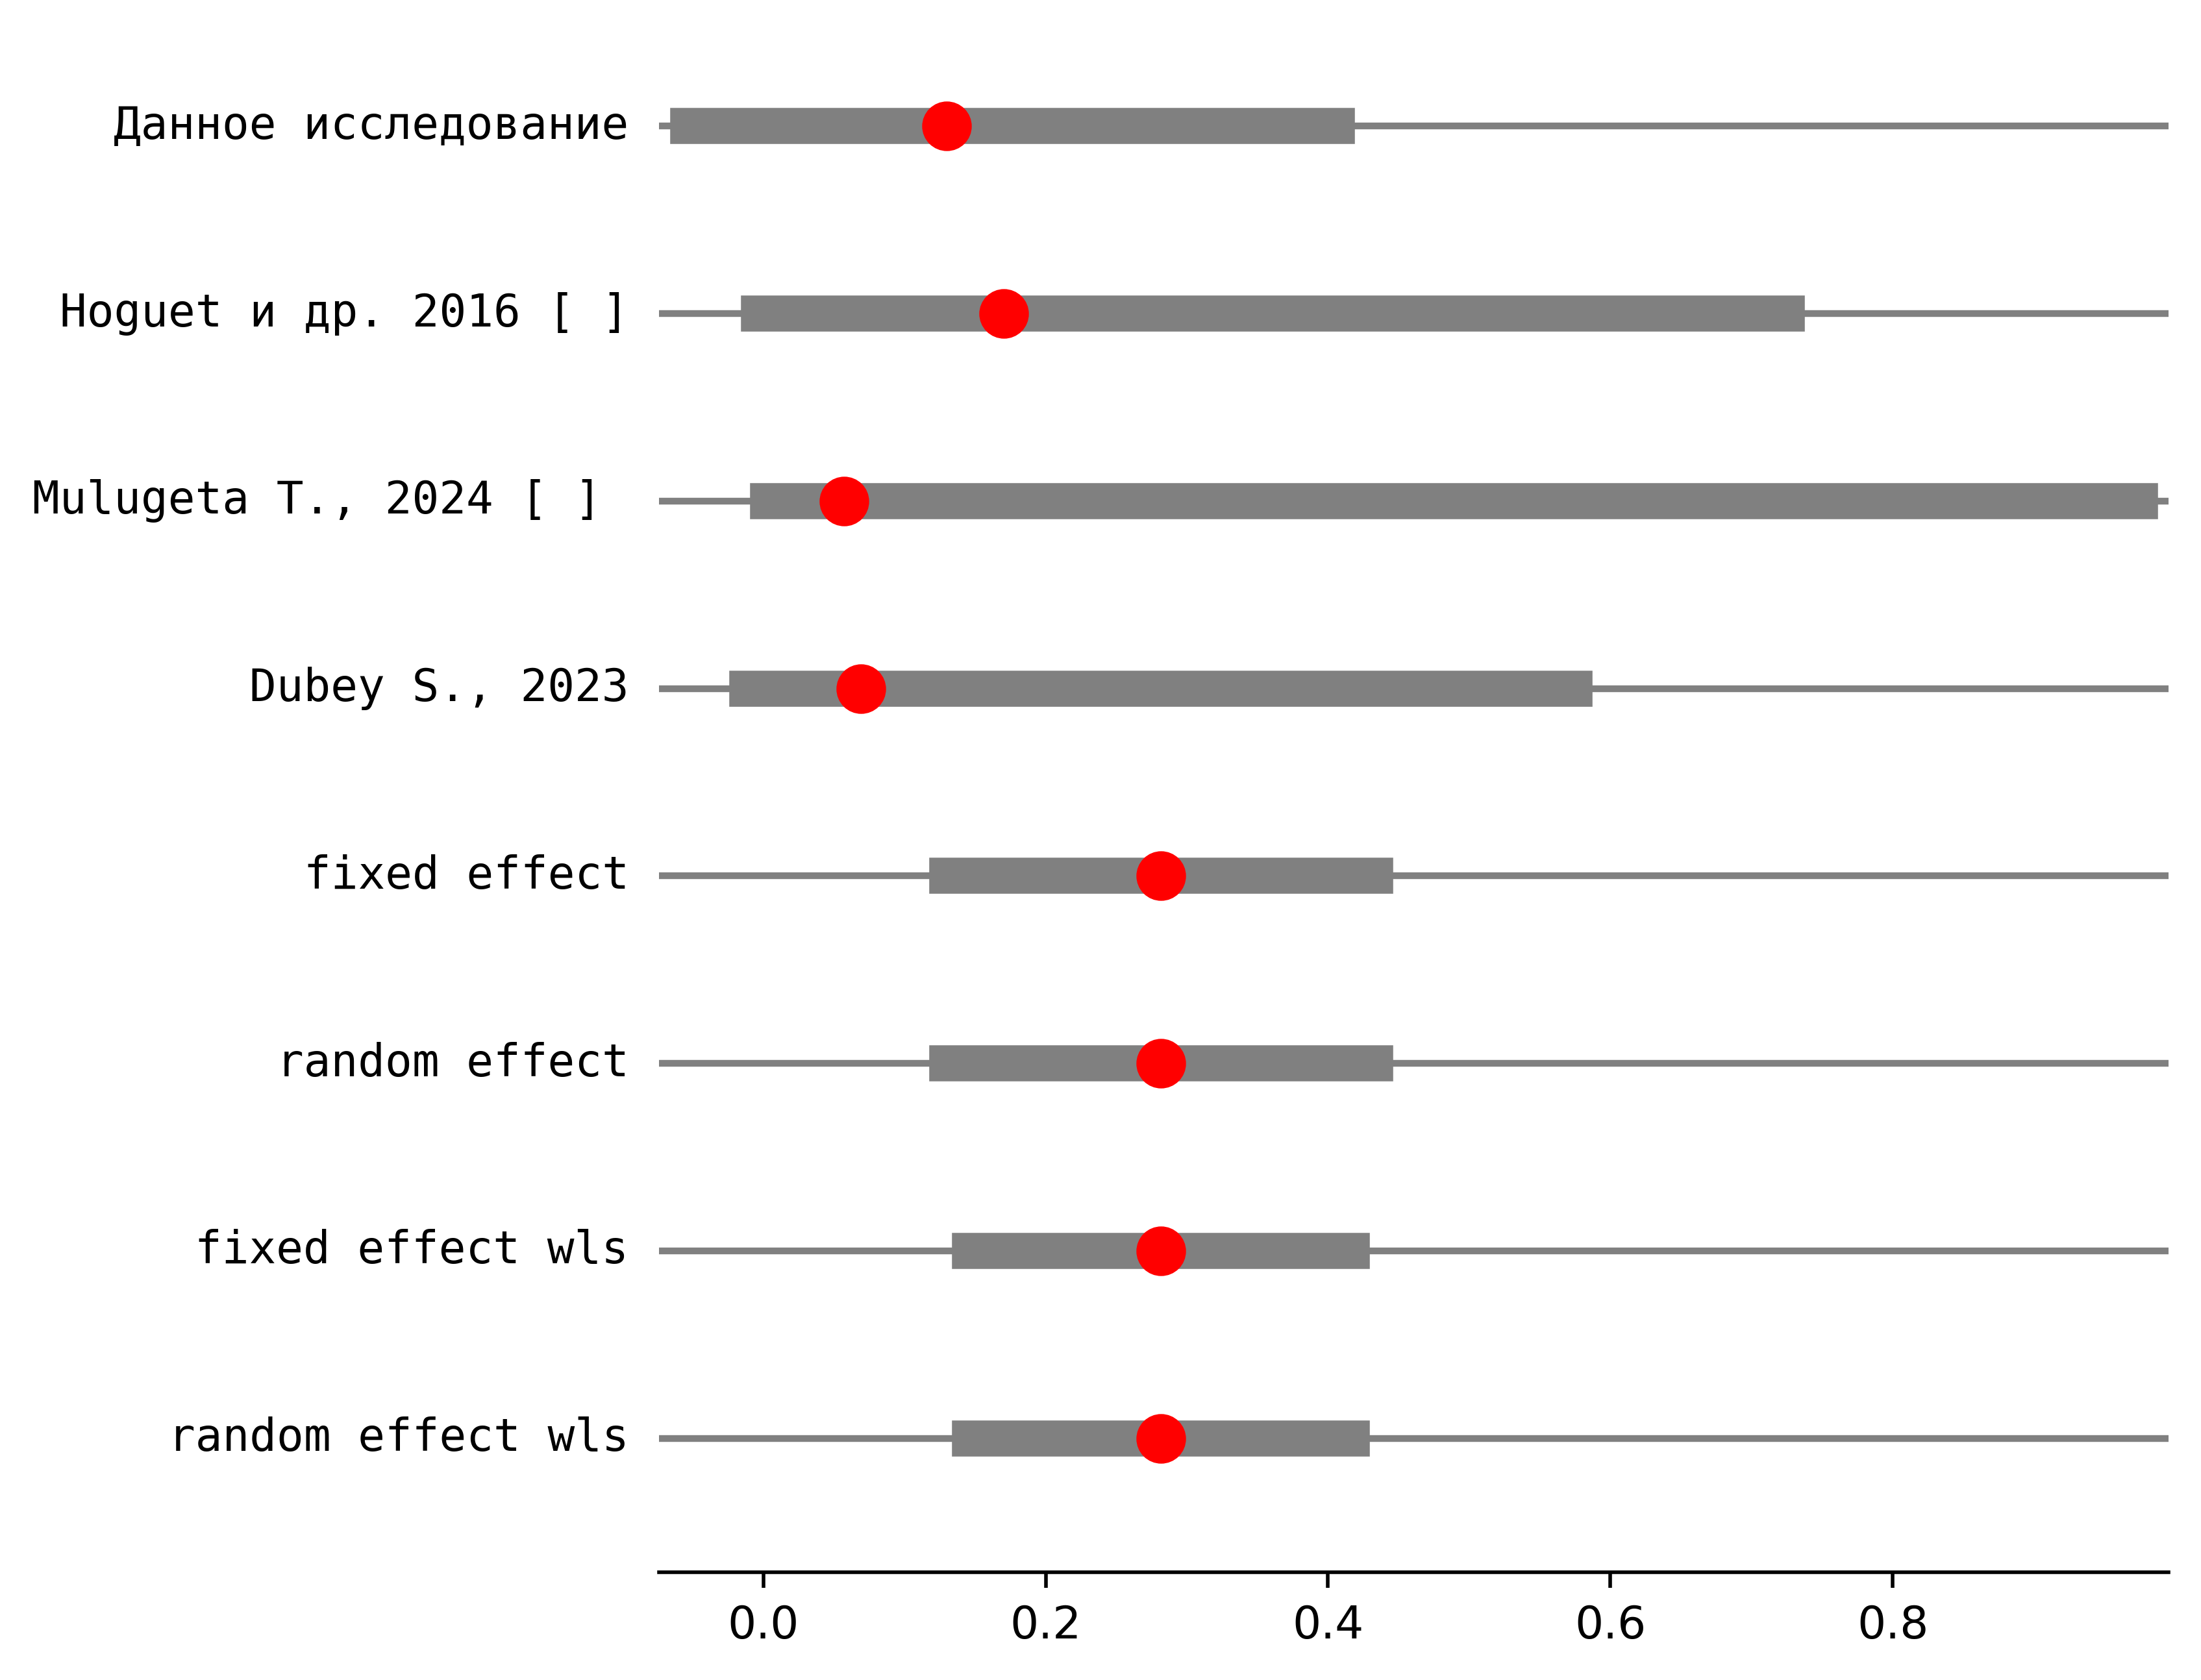 Данное исследование
Hoguet и др. 2016 [ ]
Mulugeta T., 2024 [ ]
Dubey S., 2023
fixed effect
random effect
fixed effect wls
random effect wls
0.0 0.2 0.4 0.6 0.8